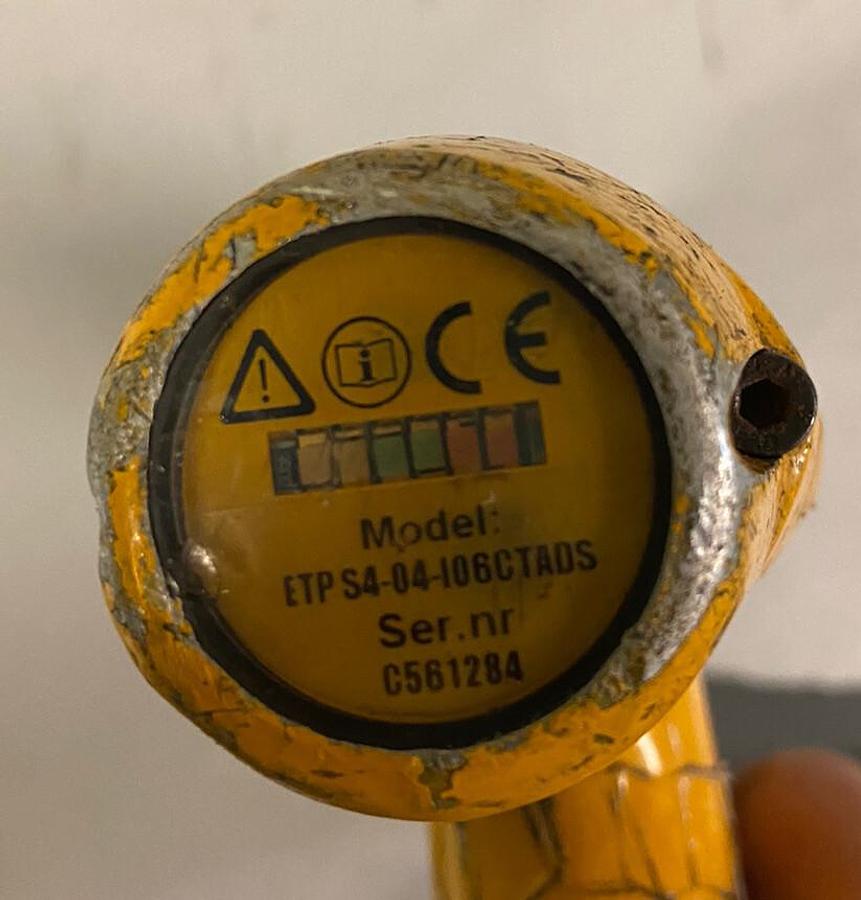 CE
Model:
ETP S4-04-I06CTADS
Ser.nr
C561284